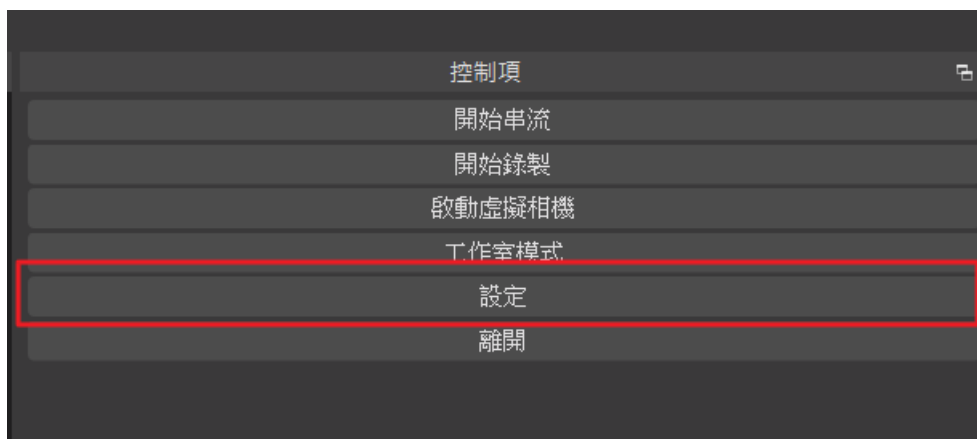 控制項
開始串流
開始錄製
啟動虛擬相機
工作室模式
設定
離開